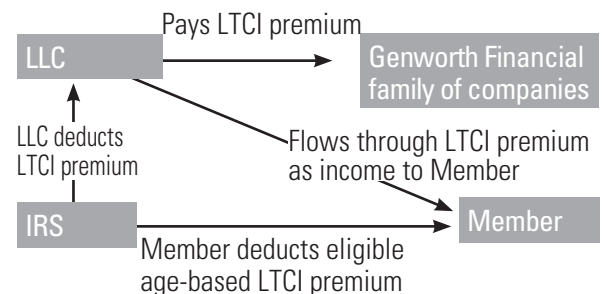 Pays LTCI premium
LLC
Genworth Financial
family of companies
LLC deducts
LTCI premium
Flows through LTCI premium
as income to Member
IRS
Member
Member deducts eligible
age-based LTCI premium